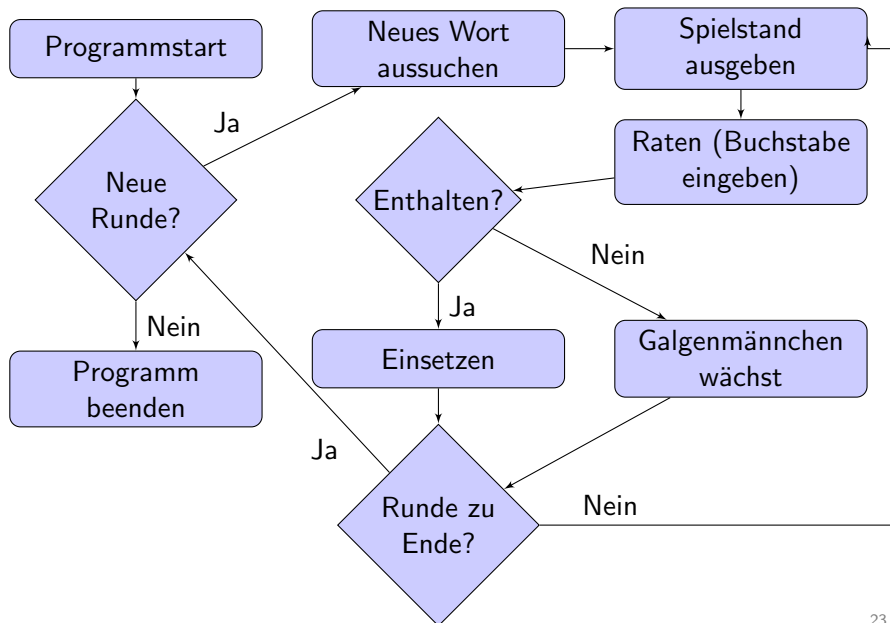 Programmstart
Neues Wort
aussuchen
Spielstand
ausgeben
Ja
Raten (Buchstabe
eingeben)
Neue
Runde?
Enthalten?
Nein
Nein
Ja
Programm
beenden
Einsetzen
Galgenmännchen
wächst
Ja
Runde zu
Ende?
Nein
23